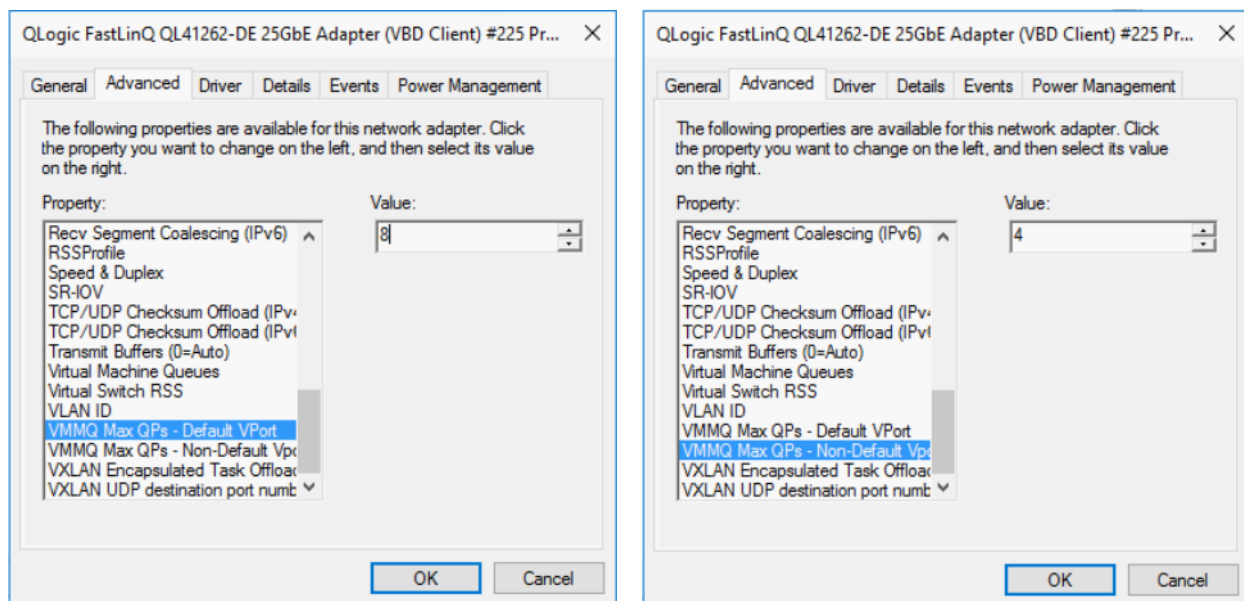 QLogic FastLinQ QL41262-DE 25GbE Adapter (VBD Client) #225 Pr...
General Advanced Driver Details Events Power Management
The following properties are available for this network adapter. Click
the property you want to change on the left, and then select its value
on the right.
Property:
Value:
Recv Segment Coalescing (IPv6)
RSSProfile
Speed & Duplex
SR-IOV
TCP/UDP Checksum Offload (IPv4
TCP/UDP Checksum Offload (IPv6
Transmit Buffers (0=Auto)
Virtual Machine Queues
Virtual Switch RSS
VLAN ID
VMMQ Max QPs - Default VPort
VMMQ Max QPs - Non-Default Vpo
VXLAN Encapsulated Task Offload
VXLAN UDP destination port numb
8
OK Cancel
QLogic FastLinQ QL41262-DE 25GbE Adapter (VBD Client) #225 Pr...
General Advanced Driver Details Events Power Management
The following properties are available for this network adapter. Click
the property you want to change on the left, and then select its value
on the right.
Property:
Value:
Recv Segment Coalescing (IPv6)
RSSProfile
Speed & Duplex
SR-IOV
TCP/UDP Checksum Offload (IPv4
TCP/UDP Checksum Offload (IPv6
Transmit Buffers (0=Auto)
Virtual Machine Queues
Virtual Switch RSS
VLAN ID
VMMQ Max QPs - Default VPort
VMMQ Max QPs - Non-Default Vpo
VXLAN Encapsulated Task Offload
VXLAN UDP destination port numb
4
OK Cancel